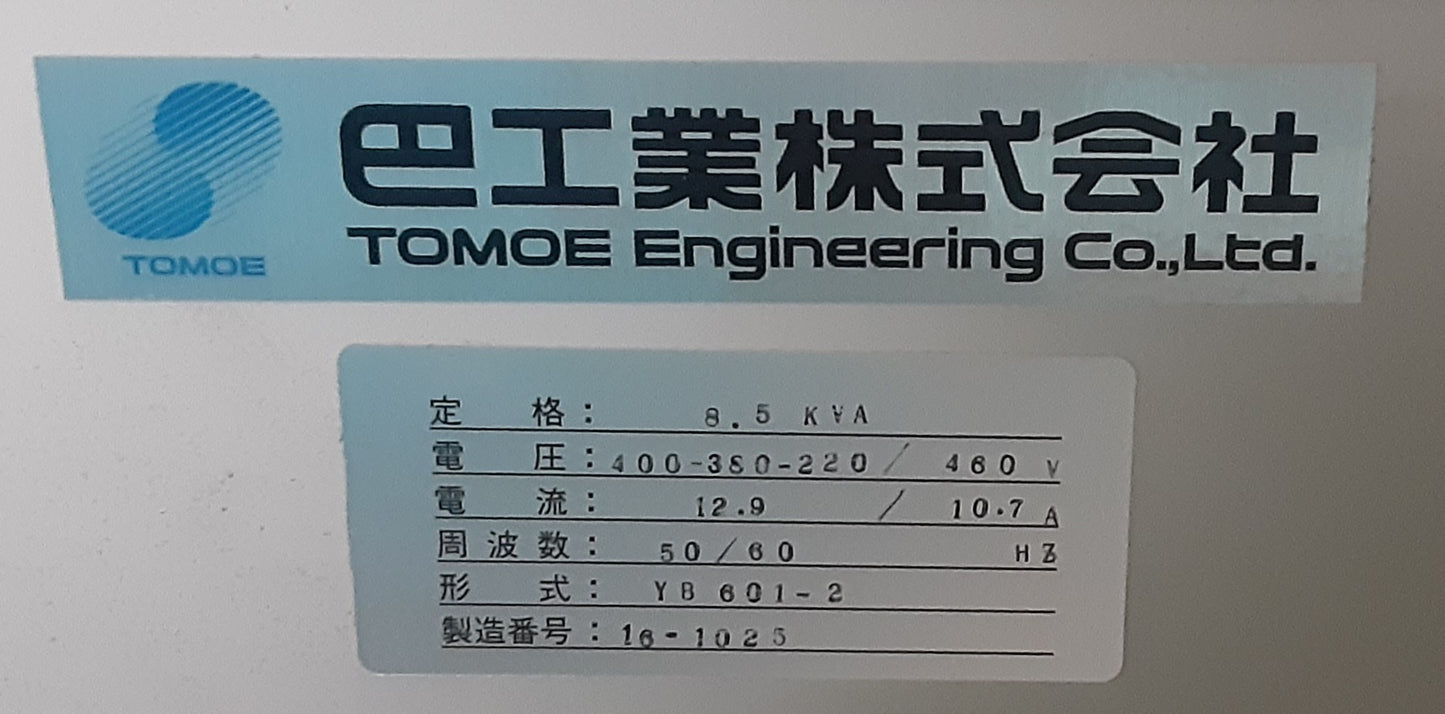 巴工業株式会社
TOMOE Engineering Co.,Ltd.
TOMOE
定格: 8.5 KVA
電圧: 400-380-220 / 460 V
電流: 12.9 / 10.7 A
周波数: 50/60 HZ
形式: YB 601-2
製造番号: 16-1025